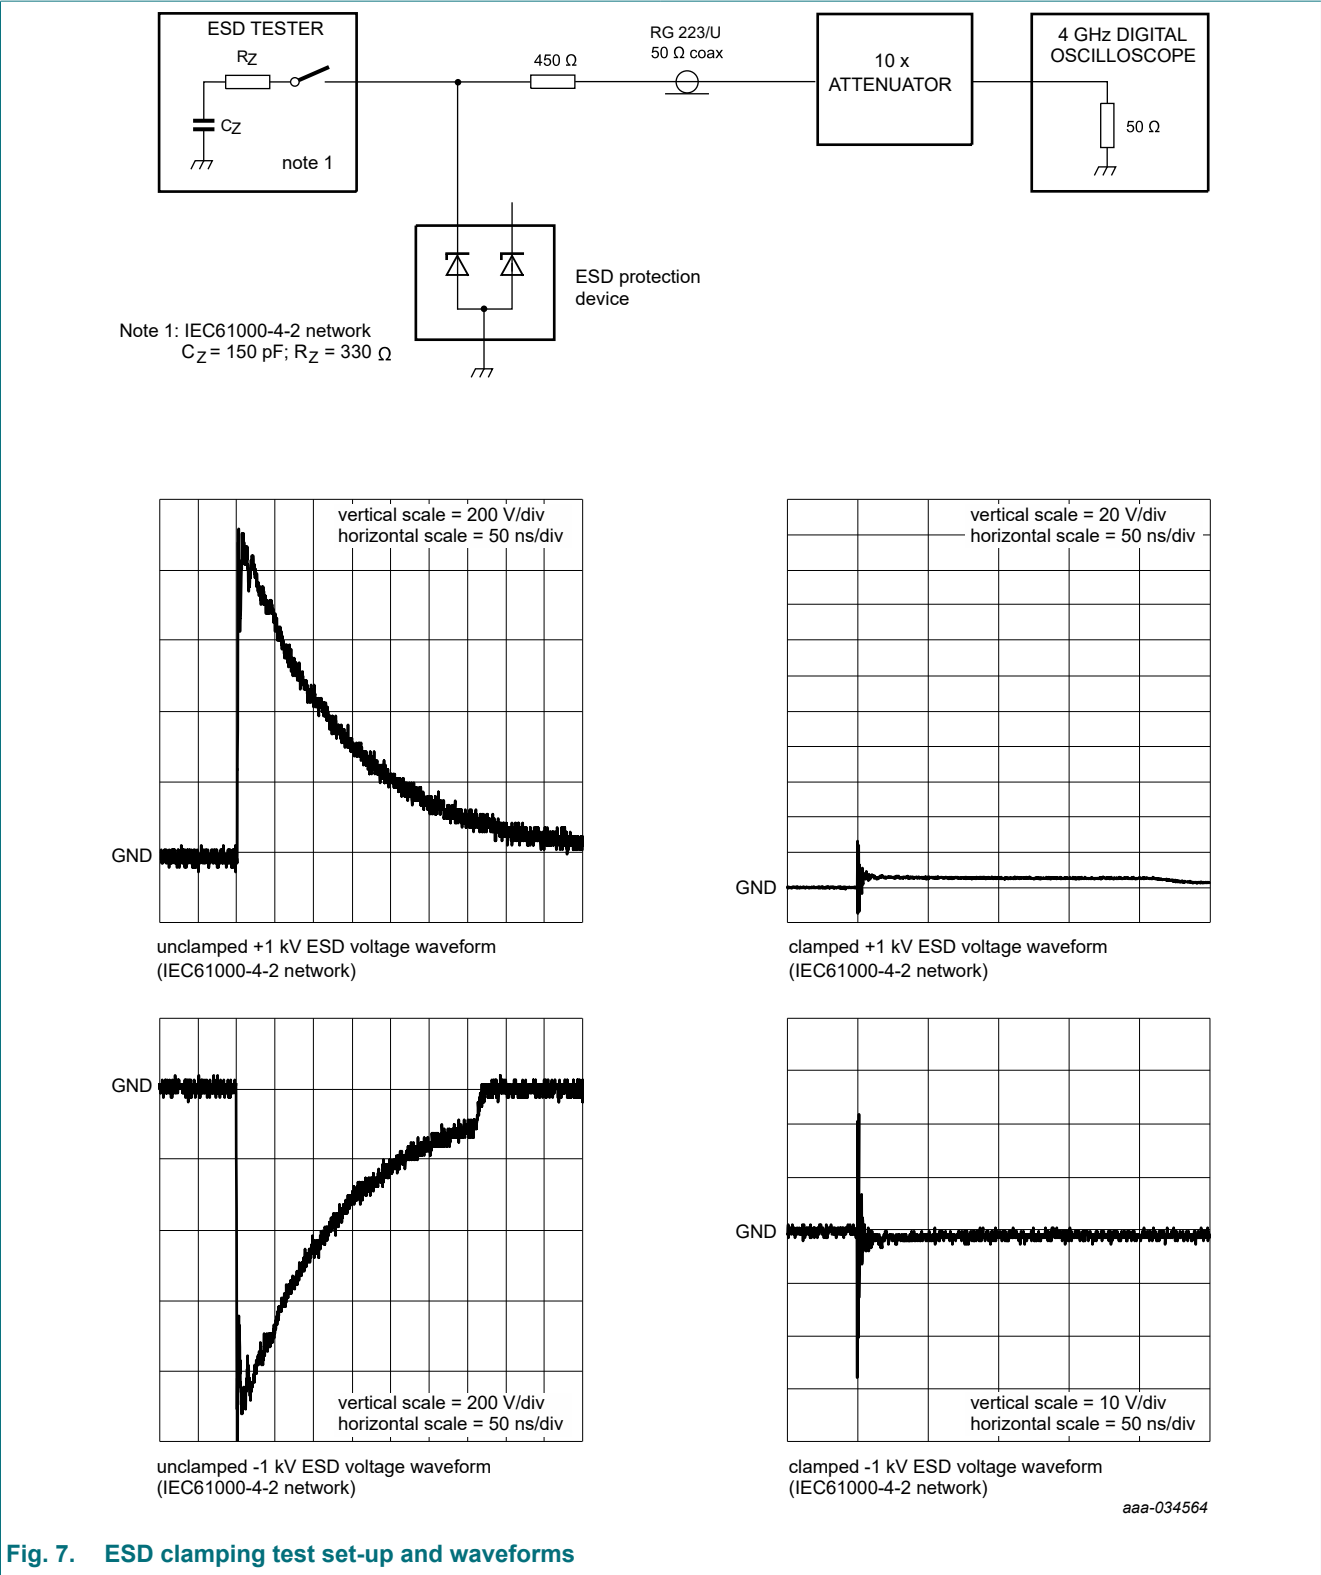 ESD TESTER
RZ
CZ
note 1
450 Ω
RG 223/U
50 Ω coax
10 x
ATTENUATOR
4 GHz DIGITAL
OSCILLOSCOPE
50 Ω
ESD protection
device
Note 1: IEC61000-4-2 network
CZ = 150 pF; RZ = 330 Ω
vertical scale = 200 V/div
horizontal scale = 50 ns/div
GND
unclamped +1 kV ESD voltage waveform
(IEC61000-4-2 network)
vertical scale = 20 V/div
horizontal scale = 50 ns/div
GND
clamped +1 kV ESD voltage waveform
(IEC61000-4-2 network)
GND
vertical scale = 200 V/div
horizontal scale = 50 ns/div
unclamped -1 kV ESD voltage waveform
(IEC61000-4-2 network)
GND
vertical scale = 10 V/div
horizontal scale = 50 ns/div
clamped -1 kV ESD voltage waveform
(IEC61000-4-2 network)
aaa-034564
Fig. 7. ESD clamping test set-up and waveforms